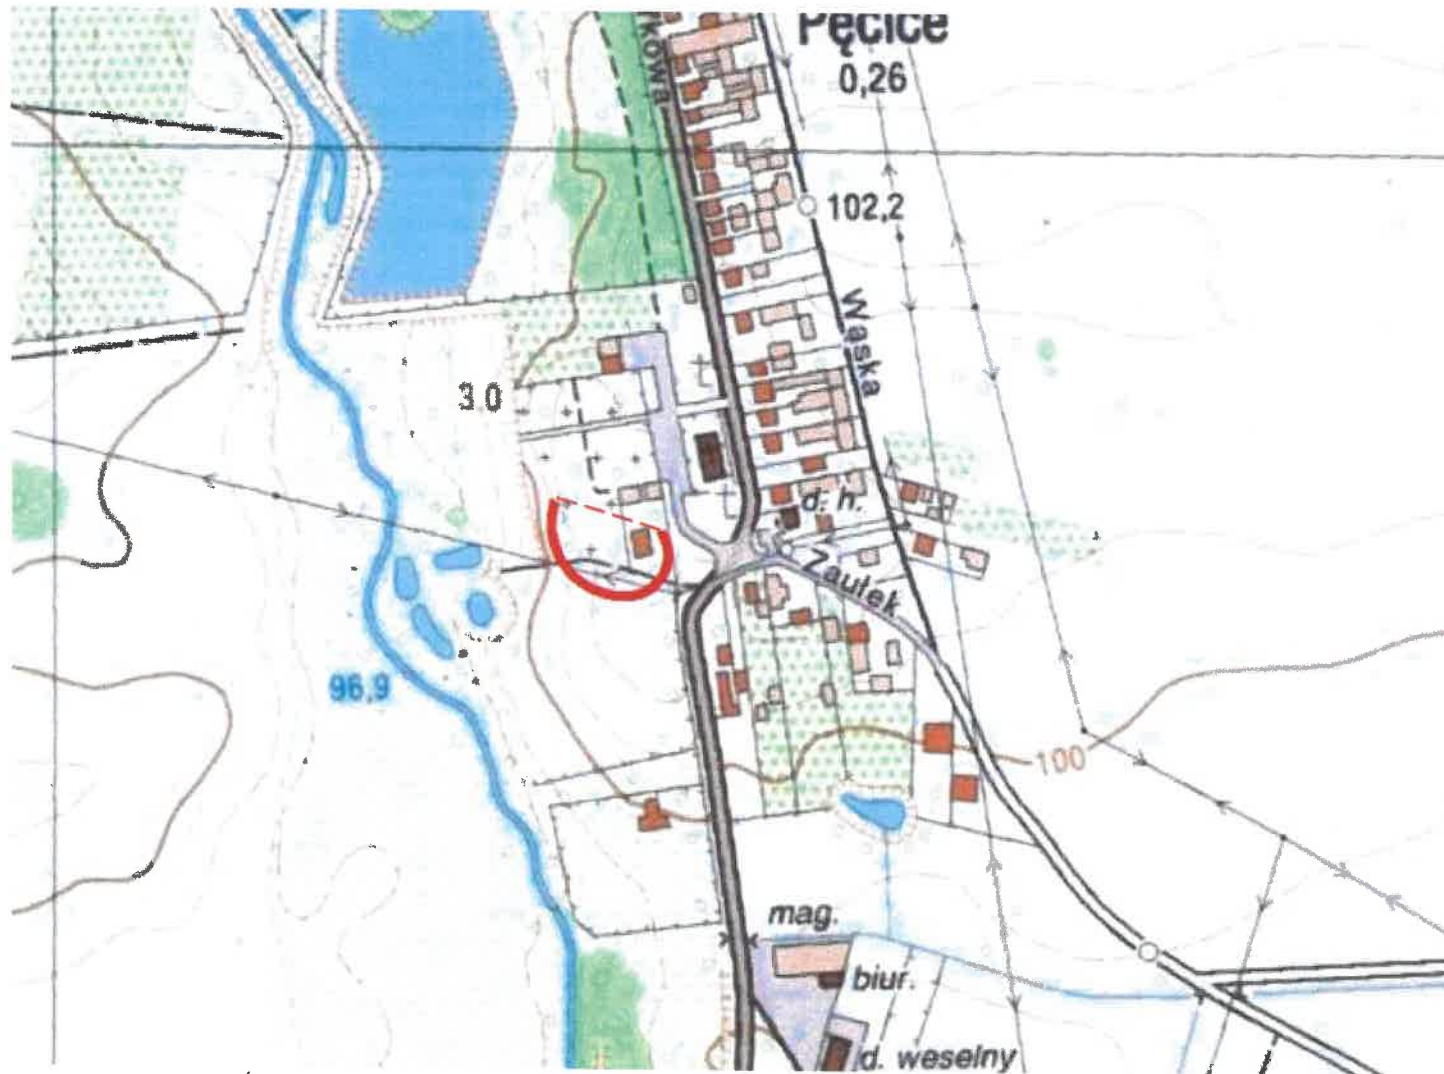 Pęcice
0,26
102,2
Wąska
30
d. h.
Zaułek
96,9
100
mag.
biur.
d. weselny